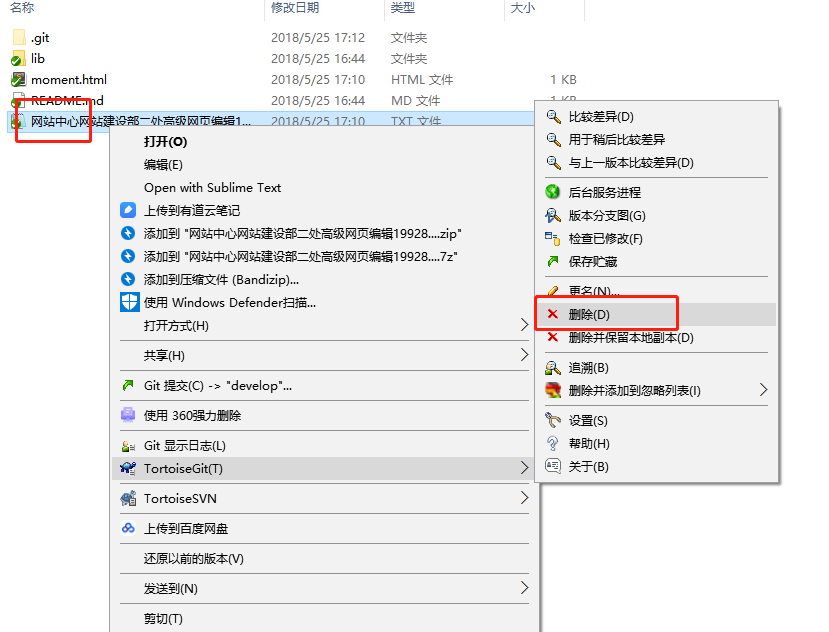 名称 修改日期 类型 大小
.git 2018/5/25 17:12 文件夹
lib 2018/5/25 16:44 文件夹
moment.html 2018/5/25 17:10 HTML 文件 1 KB
README.md 2018/5/25 16:44 MD 文件 1 KB
网站中心网站建设部二处高级网页编辑1... 2018/5/25 17:10 TXT 文件
打开(O)
编辑(E)
Open with Sublime Text
上传到有道云笔记
添加到 "网站中心网站建设部二处高级网页编辑19928....zip"
添加到 "网站中心网站建设部二处高级网页编辑19928....7z"
添加到压缩文件 (Bandizip)...
使用 Windows Defender扫描...
打开方式(H)
共享(H)
Git 提交(C) -> "develop"...
使用 360强力删除
Git 显示日志(L)
TortoiseGit(T)
TortoiseSVN
上传到百度网盘
还原以前的版本(V)
发送到(N)
剪切(T)
比较差异(D)
用于稍后比较差异
与上一版本比较差异(D)
后台服务进程
版本分支图(G)
检查已修改(F)
保存贮藏
更名(N)...
删除(D)
删除并保留本地副本(D)
追溯(B)
删除并添加到忽略列表(I)
设置(S)
帮助(H)
关于(B)